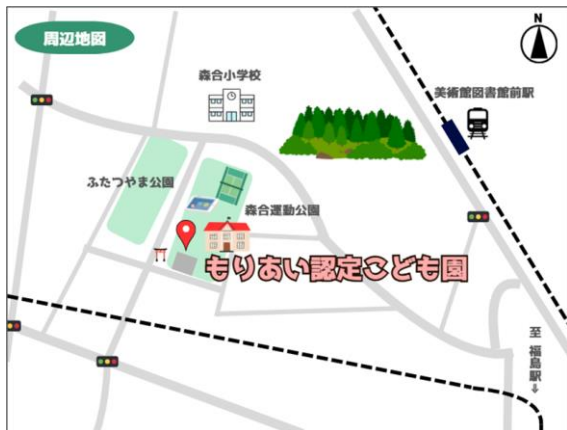 周辺地図
N
森合小学校
美術館図書館前駅
ふたつやま公園
森合運動公園
もりあい認定こども園
至 福島駅↓